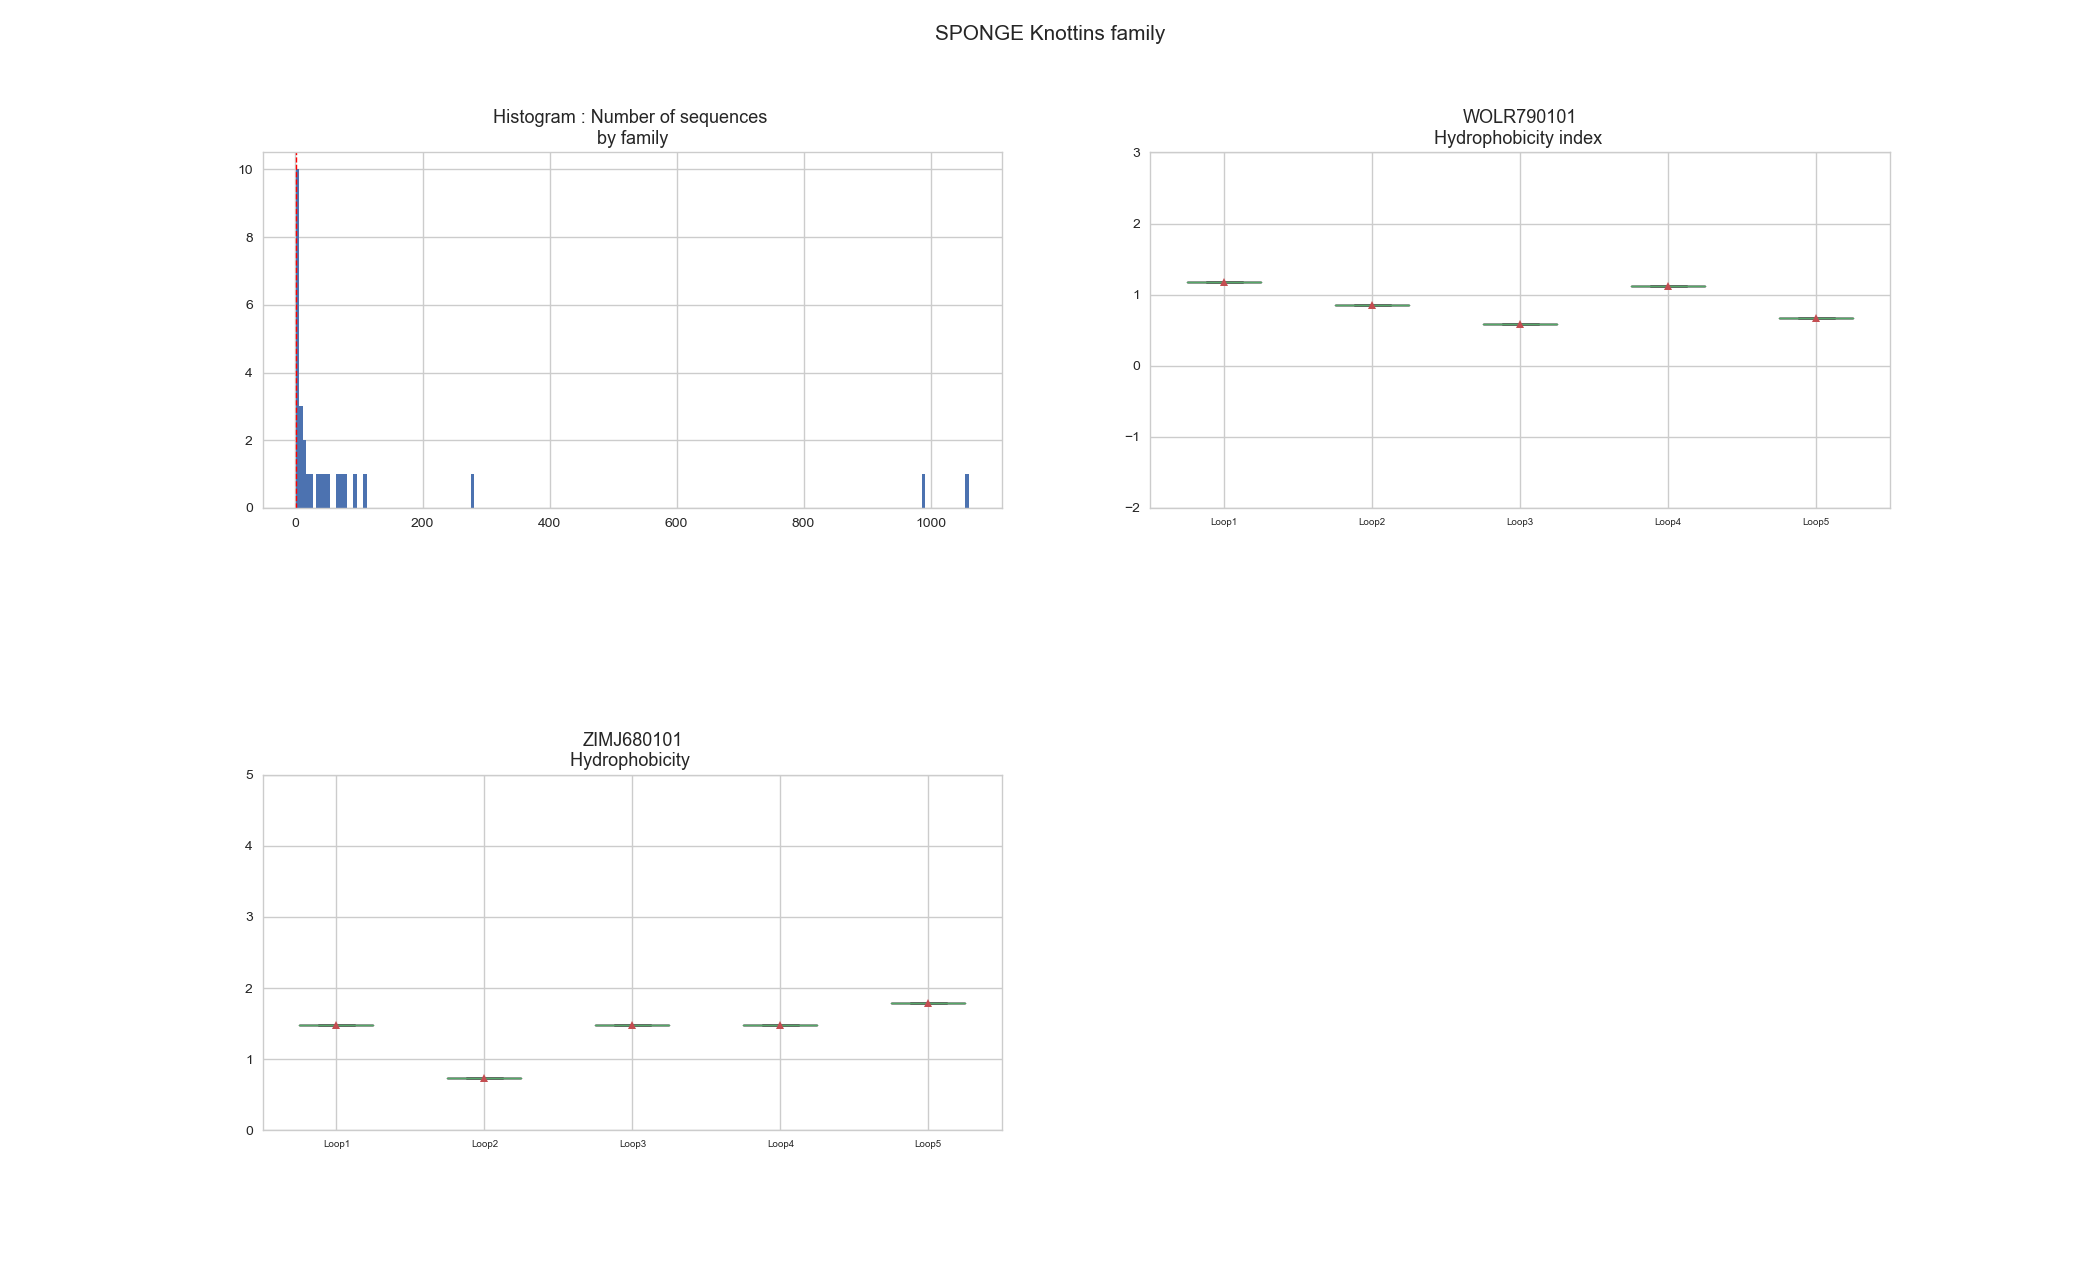 SPONGE Knottins family
Histogram : Number of sequences
by family
10
8
6
4
2
0
0 200 400 600 800 1000
WOLR790101
Hydrophobicity index
3
2
1
0
−1
−2
Loop1 Loop2 Loop3 Loop4 Loop5
ZIMJ680101
Hydrophobicity
5
4
3
2
1
0
Loop1 Loop2 Loop3 Loop4 Loop5